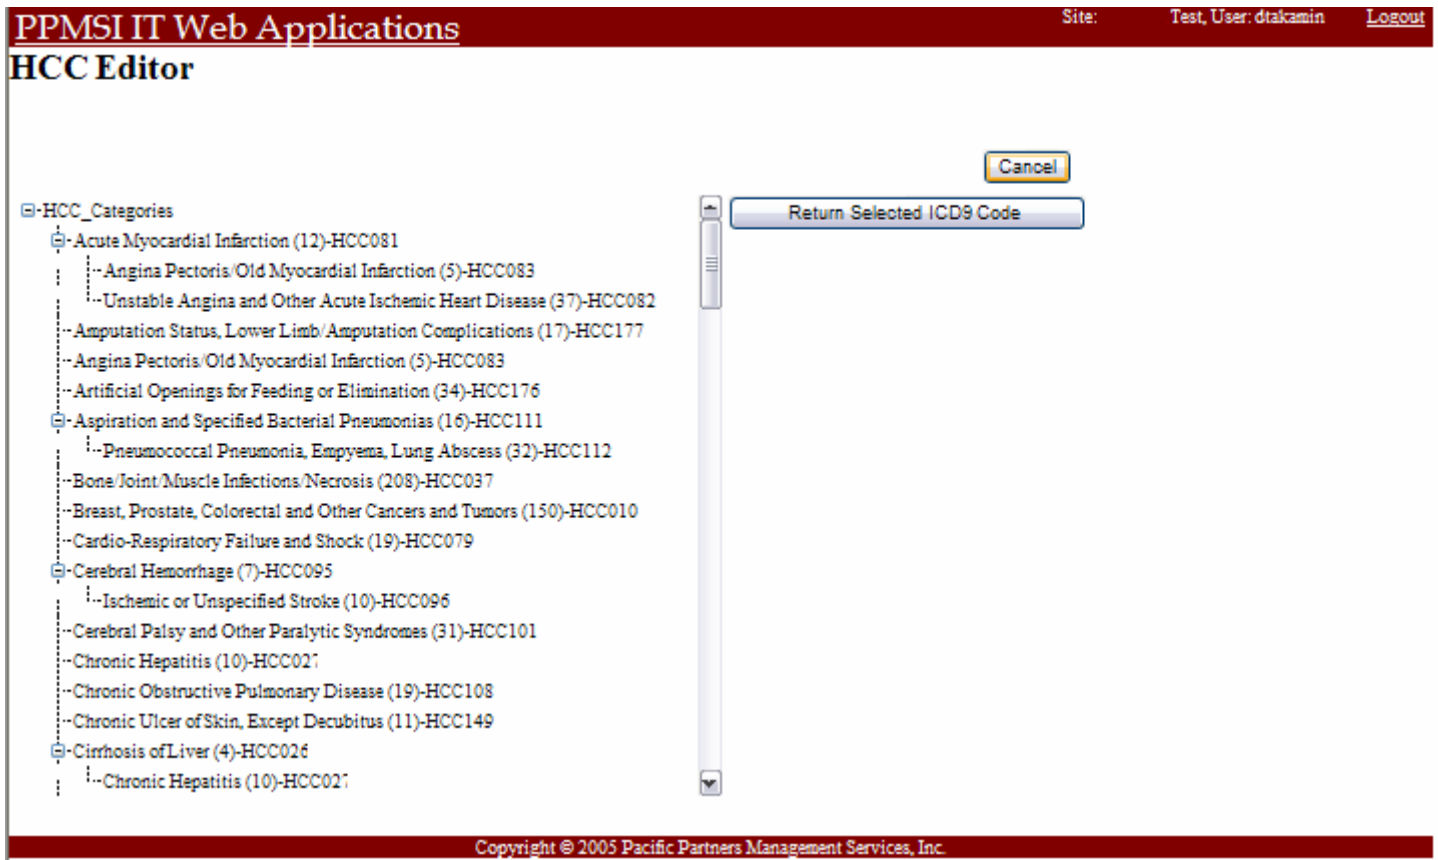 PPMSI IT Web Applications Site: Test, User: dtakamin Logout
HCC Editor
Cancel
HCC_Categories
Return Selected ICD9 Code
Acute Myocardial Infarction (12)-HCC081
Angina Pectoris/Old Myocardial Infarction (5)-HCC083
Unstable Angina and Other Acute Ischemic Heart Disease (37)-HCC082
Amputation Status, Lower Limb/Amputation Complications (17)-HCC177
Angina Pectoris/Old Myocardial Infarction (5)-HCC083
Artificial Openings for Feeding or Elimination (34)-HCC176
Aspiration and Specified Bacterial Pneumonias (16)-HCC111
Pneumococcal Pneumonia, Empyema, Lung Abscess (32)-HCC112
Bone/Joint/Muscle Infections/Necrosis (208)-HCC037
Breast, Prostate, Colorectal and Other Cancers and Tumors (150)-HCC010
Cardio-Respiratory Failure and Shock (19)-HCC079
Cerebral Hemorrhage (7)-HCC095
Ischemic or Unspecified Stroke (10)-HCC096
Cerebral Palsy and Other Paralytic Syndromes (31)-HCC101
Chronic Hepatitis (10)-HCC027
Chronic Obstructive Pulmonary Disease (19)-HCC108
Chronic Ulcer of Skin, Except Decubitus (11)-HCC149
Cirrhosis of Liver (4)-HCC026
Chronic Hepatitis (10)-HCC027
Copyright © 2005 Pacific Partners Management Services, Inc.